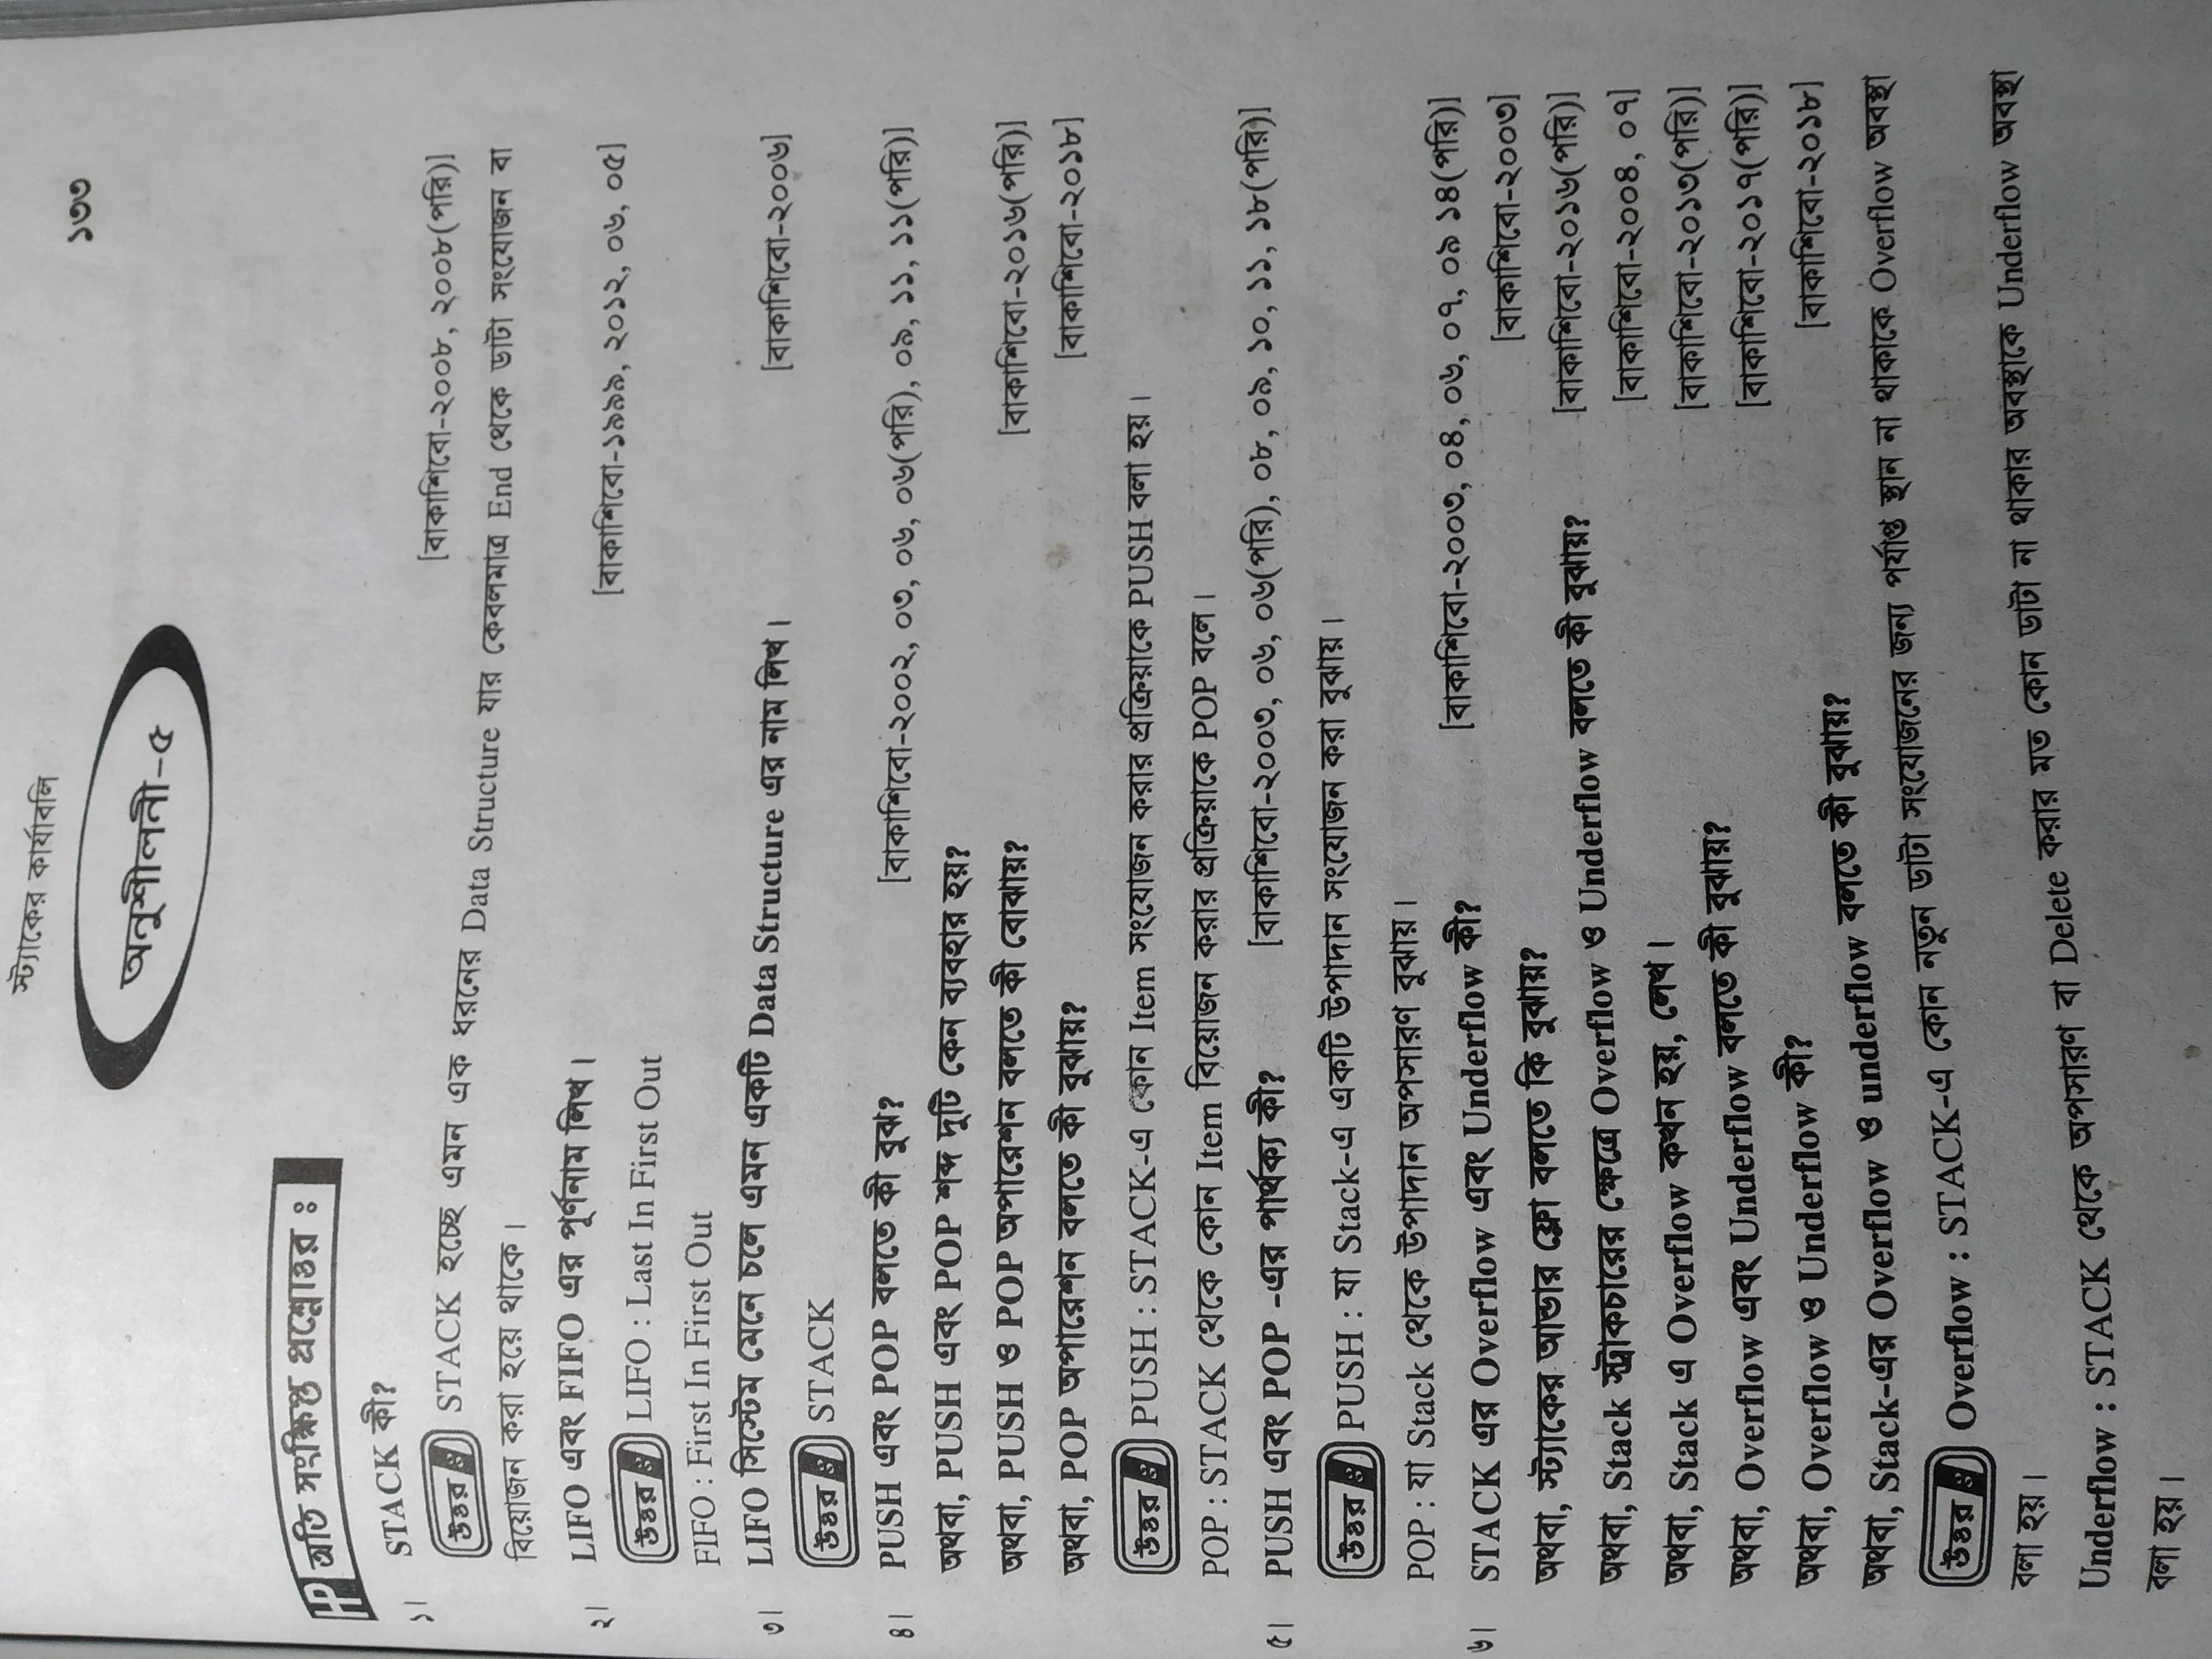 স্ট্যাকের কার্যাবলি ১৩৩
অনুশীলনী-৫
অতি সংক্ষিপ্ত প্রশ্নোত্তর ঃ
১। STACK কী? [বাকাশিবো-২০০৮, ২০০৮(পরি)]
উত্তর ঃ STACK হচ্ছে এমন এক ধরনের Data Structure যার কেবলমাত্র End থেকে ডাটা সংযোজন বা
বিয়োজন করা হয়ে থাকে।
২। LIFO এবং FIFO এর পূর্ণনাম লিখ। [বাকাশিবো-১৯৯৯, ২০১২, ০৬, ০৫]
উত্তর ঃ LIFO : Last In First Out
FIFO : First In First Out
৩। LIFO সিস্টেম মেনে চলে এমন একটি Data Structure এর নাম লিখ। [বাকাশিবো-২০০৬]
উত্তর ঃ STACK
৪। PUSH এবং POP বলতে কী বুঝ? [বাকাশিবো-২০০২, ০৩, ০৬, ০৬(পরি), ০৯, ১১, ১১(পরি)]
অথবা, PUSH এবং POP শব্দ দুটি কেন ব্যবহার হয়?
অথবা, PUSH ও POP অপারেশন বলতে কী বোঝায়? [বাকাশিবো-২০১৬(পরি)]
অথবা, POP অপারেশন বলতে কী বুঝায়? [বাকাশিবো-২০১৮]
উত্তর ঃ PUSH : STACK-এ কোন Item সংযোজন করার প্রক্রিয়াকে PUSH বলা হয়।
POP : STACK থেকে কোন Item বিয়োজন করার প্রক্রিয়াকে POP বলে।
৫। PUSH এবং POP -এর পার্থক্য কী? [বাকাশিবো-২০০৩, ০৬, ০৬(পরি), ০৮, ০৯, ১০, ১১, ১৮(পরি)]
উত্তর ঃ PUSH : যা Stack-এ একটি উপাদান সংযোজন করা বুঝায়।
POP : যা Stack থেকে উপাদান অপসারণ বুঝায়।
৬। STACK এর Overflow এবং Underflow কী? [বাকাশিবো-২০০৩, ০৪, ০৬, ০৭, ০৯ ১৪(পরি)]
অথবা, স্ট্যাকের আন্ডার ফ্লো বলতে কি বুঝায়? [বাকাশিবো-২০০৩]
অথবা, Stack স্ট্রাকচারের ক্ষেত্রে Overflow ও Underflow বলতে কী বুঝায়? [বাকাশিবো-২০১৬(পরি)]
অথবা, Stack এ Overflow কখন হয়, লেখ। [বাকাশিবো-২০০৪, ০৭]
অথবা, Overflow এবং Underflow বলতে কী বুঝায়? [বাকাশিবো-২০১৩(পরি)]
অথবা, Overflow ও Underflow কী? [বাকাশিবো-২০১৭(পরি)]
অথবা, Stack-এর Overflow ও underflow বলতে কী বুঝায়? [বাকাশিবো-২০১৮]
উত্তর ঃ Overflow : STACK-এ কোন নতুন ডাটা সংযোজনের জন্য পর্যাপ্ত স্থান না থাকাকে Overflow অবস্থা
বলা হয়।
Underflow : STACK থেকে অপসারণ বা Delete করার মত কোন ডাটা না থাকার অবস্থাকে Underflow অবস্থা
বলা হয়।